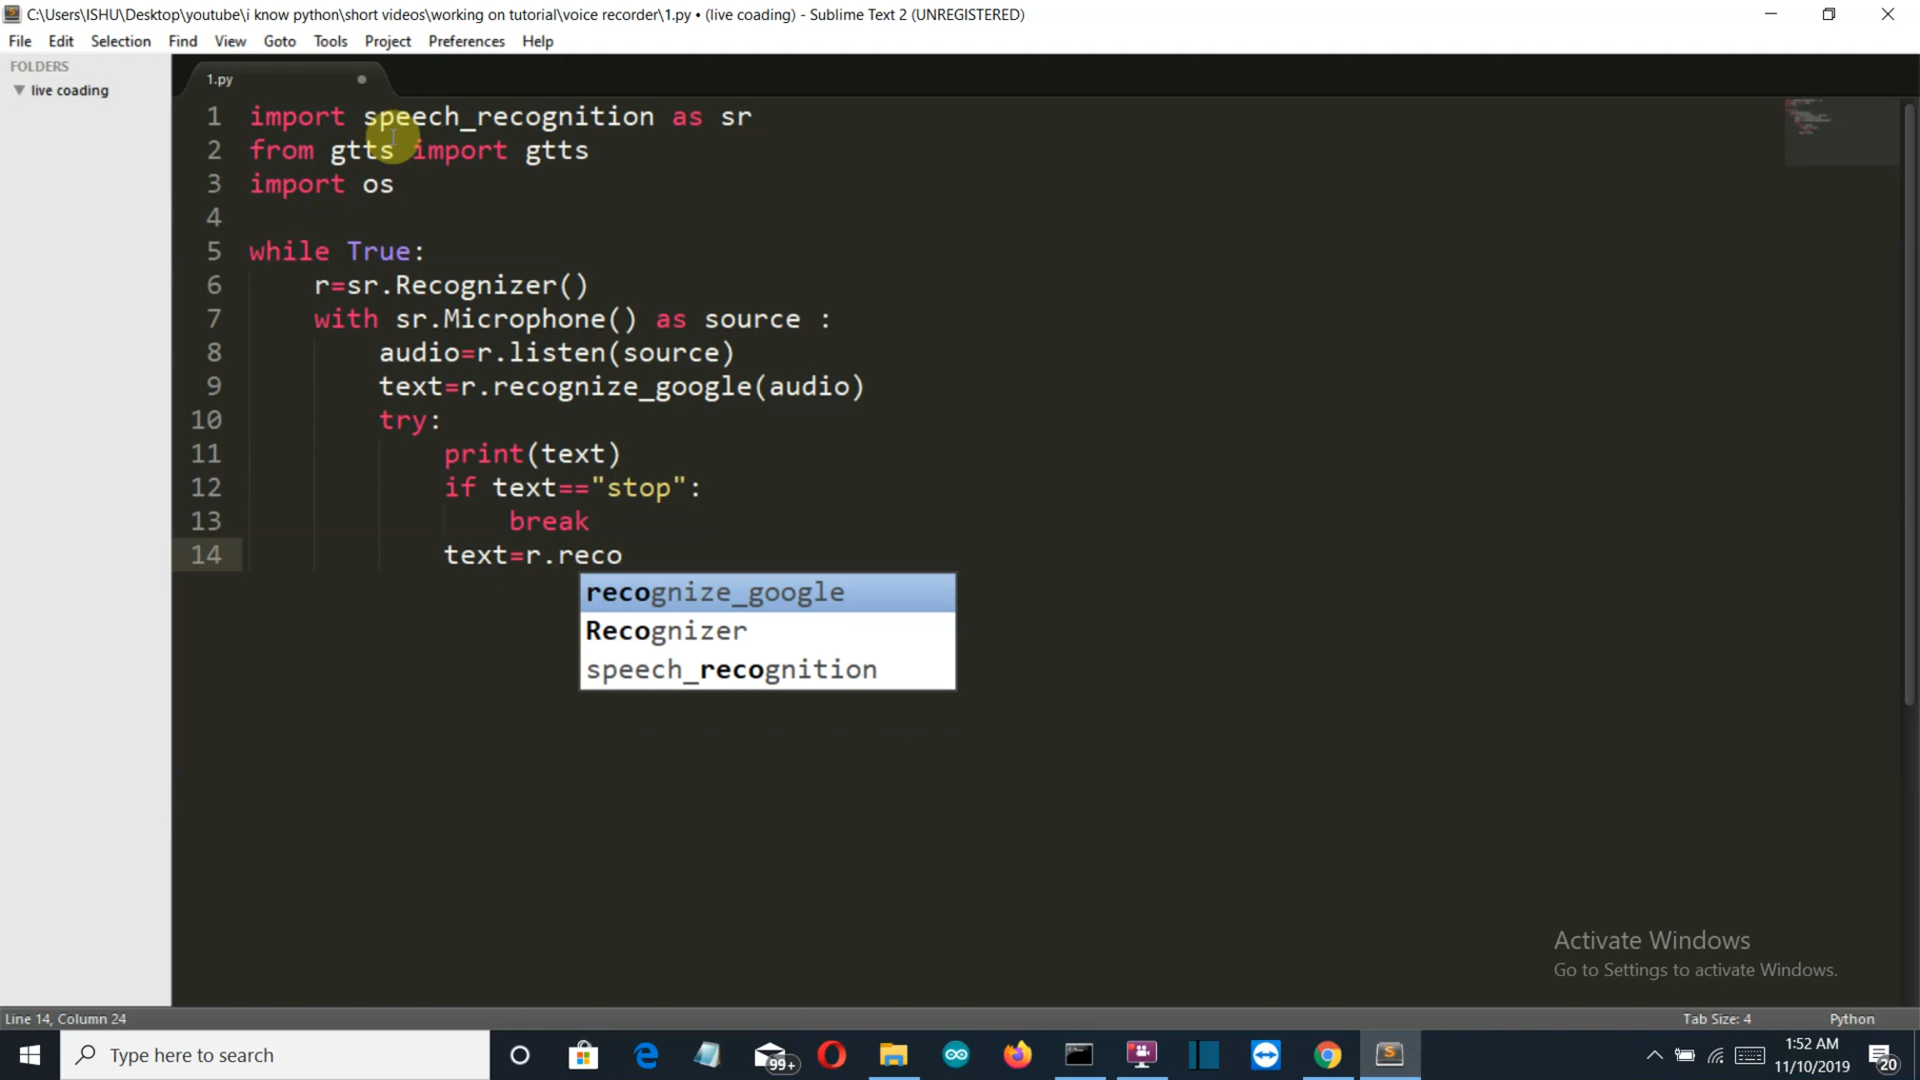 C:\Users\ISHU\Desktop\youtube\i know python\short videos\working on tutorial\voice recorder\1.py • (live coading) - Sublime Text 2 (UNREGISTERED)
File Edit Selection Find View Goto Tools Project Preferences Help
FOLDERS
live coading
1.py
1 import speech_recognition as sr
2 from gtts import gtts
3 import os
4
5 while True:
6     r=sr.Recognizer()
7     with sr.Microphone() as source :
8         audio=r.listen(source)
9         text=r.recognize_google(audio)
10         try:
11             print(text)
12             if text=="stop":
13                 break
14             text=r.reco
recognize_google
Recognizer
speech_recognition
Activate Windows
Go to Settings to activate Windows.
Line 14, Column 24 Tab Size: 4 Python
Type here to search 99+ 1:52 AM
11/10/2019 20